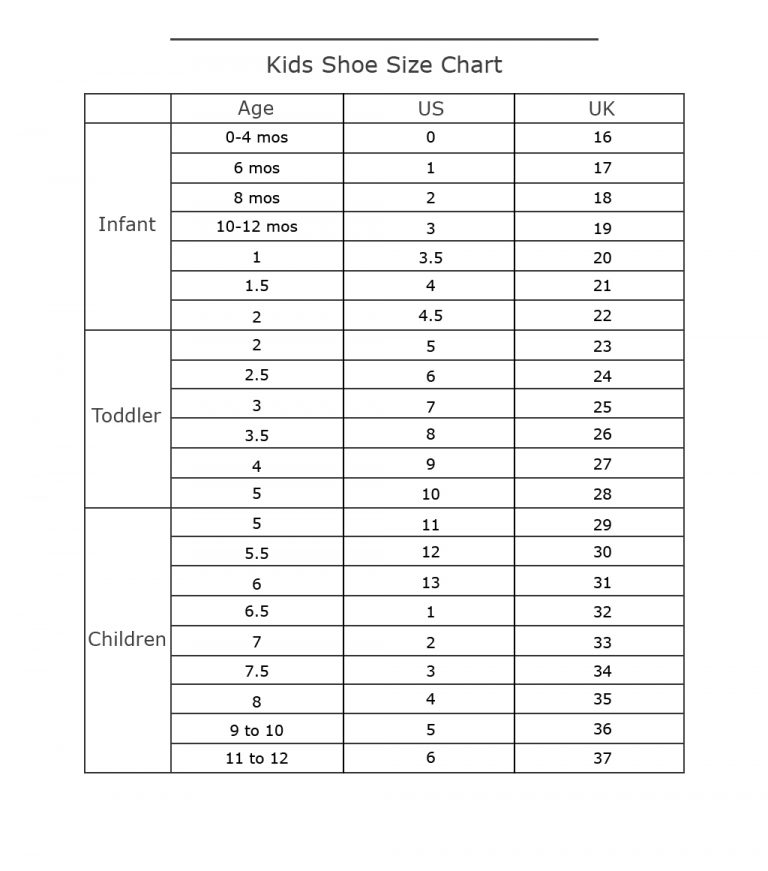 Kids Shoe Size Chart
Age US UK
Infant
0-4 mos 0 16
6 mos 1 17
8 mos 2 18
10-12 mos 3 19
1 3.5 20
1.5 4 21
2 4.5 22
Toddler
2 5 23
2.5 6 24
3 7 25
3.5 8 26
4 9 27
5 10 28
Children
5 11 29
5.5 12 30
6 13 31
6.5 1 32
7 2 33
7.5 3 34
8 4 35
9 to 10 5 36
11 to 12 6 37